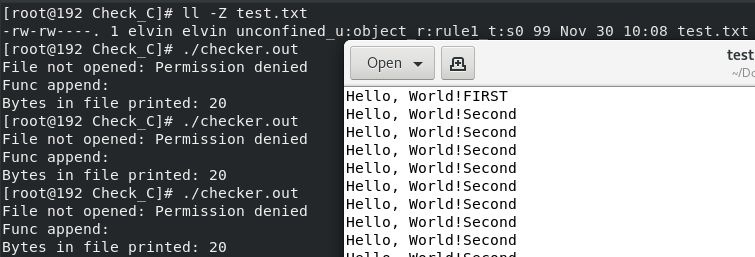 [root@192 Check_C]# ll -Z test.txt
-rw-rw----. 1 elvin elvin unconfined_u:object_r:rule1_t:s0 99 Nov 30 10:08 test.txt
[root@192 Check_C]# ./checker.out
File not opened: Permission denied
Func append:
Bytes in file printed: 20
[root@192 Check_C]# ./checker.out
File not opened: Permission denied
Func append:
Bytes in file printed: 20
[root@192 Check_C]# ./checker.out
File not opened: Permission denied
Func append:
Bytes in file printed: 20
Open
test
~/Do
Hello, World!FIRST
Hello, World!Second
Hello, World!Second
Hello, World!Second
Hello, World!Second
Hello, World!Second
Hello, World!Second
Hello, World!Second
Hello, World!Second
Hello, World!Second